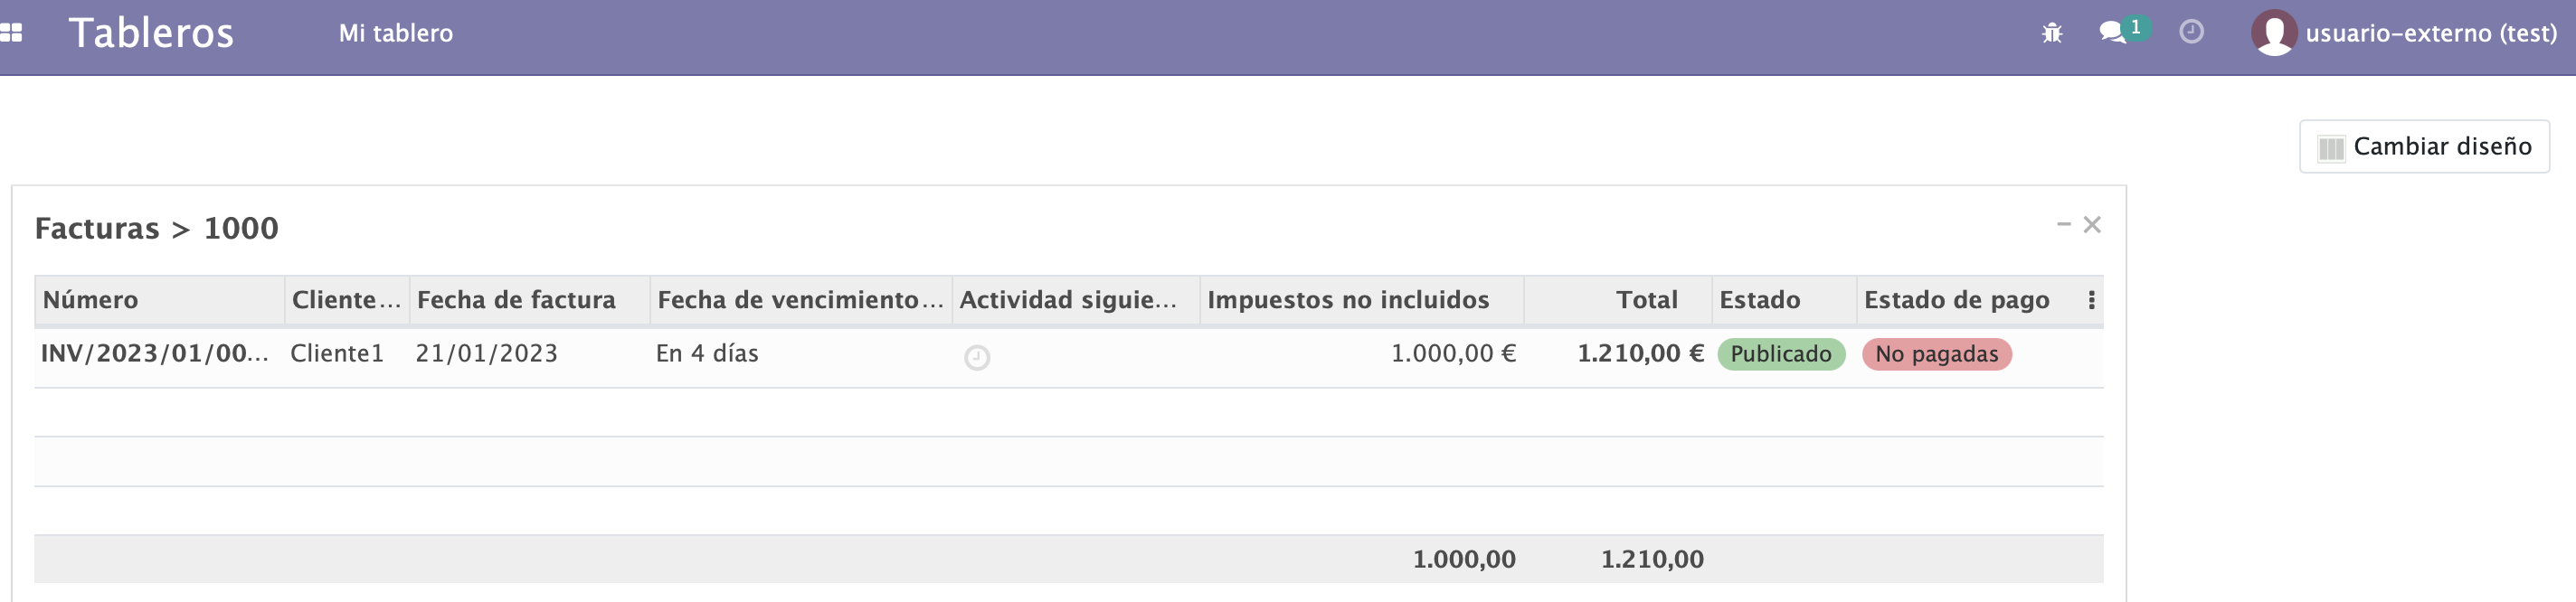 Tableros Mi tablero 1 usuario-externo (test)
Cambiar diseño
Facturas > 1000
Número Cliente... Fecha de factura Fecha de vencimiento... Actividad siguie... Impuestos no incluidos Total Estado Estado de pago
INV/2023/01/00... Cliente1 21/01/2023 En 4 días 1.000,00 € 1.210,00 € Publicado No pagadas
1.000,00 1.210,00